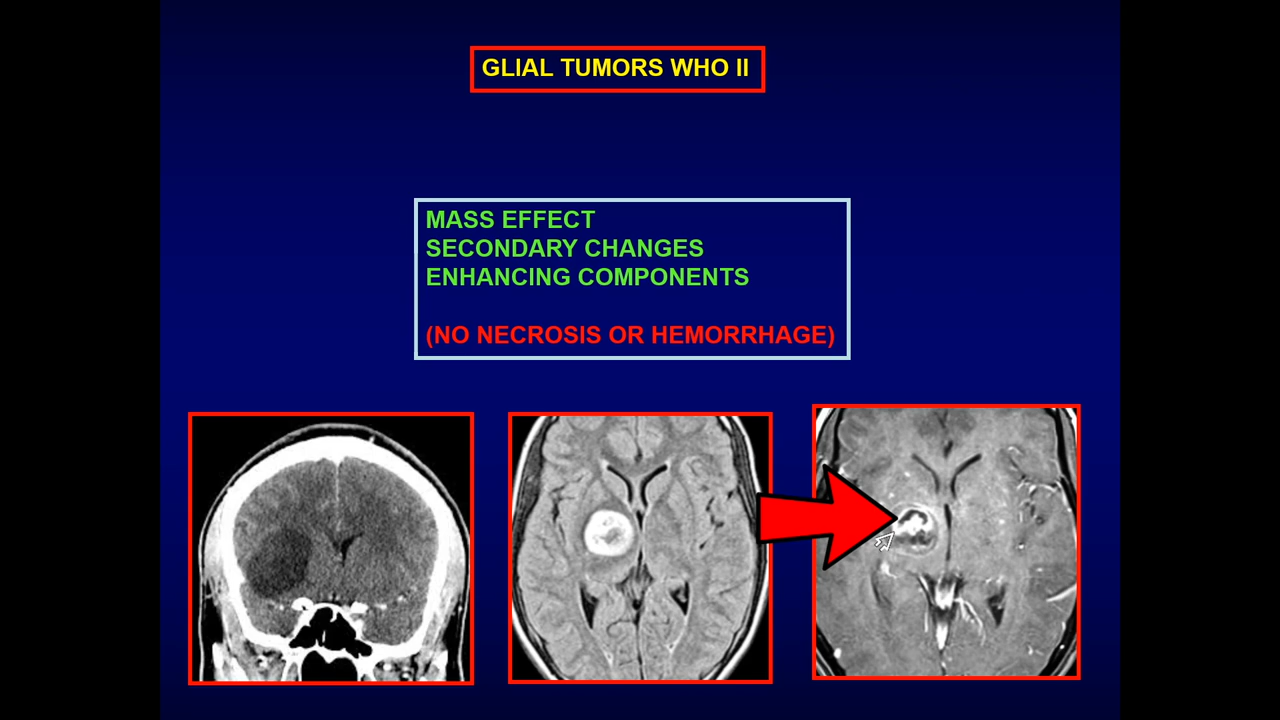 GLIAL TUMORS WHO II
MASS EFFECT
SECONDARY CHANGES
ENHANCING COMPONENTS
(NO NECROSIS OR HEMORRHAGE)